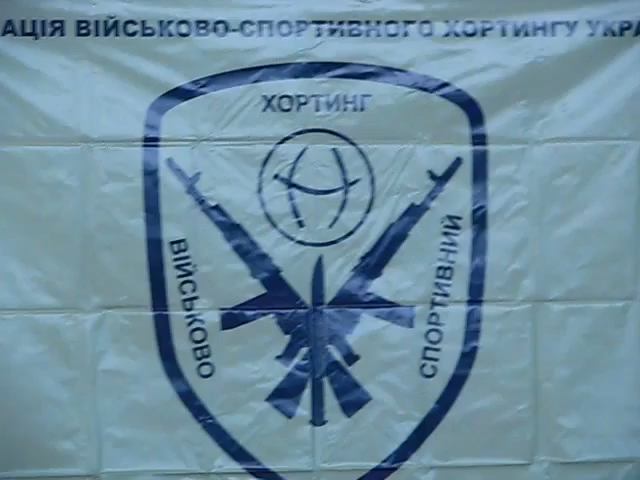 АЦІЯ ВІЙСЬКОВО-СПОРТИВНОГО ХОРТИНГУ УКРА
ХОРТИНГ
ВІЙСЬКОВО
СПОРТИВНИЙ